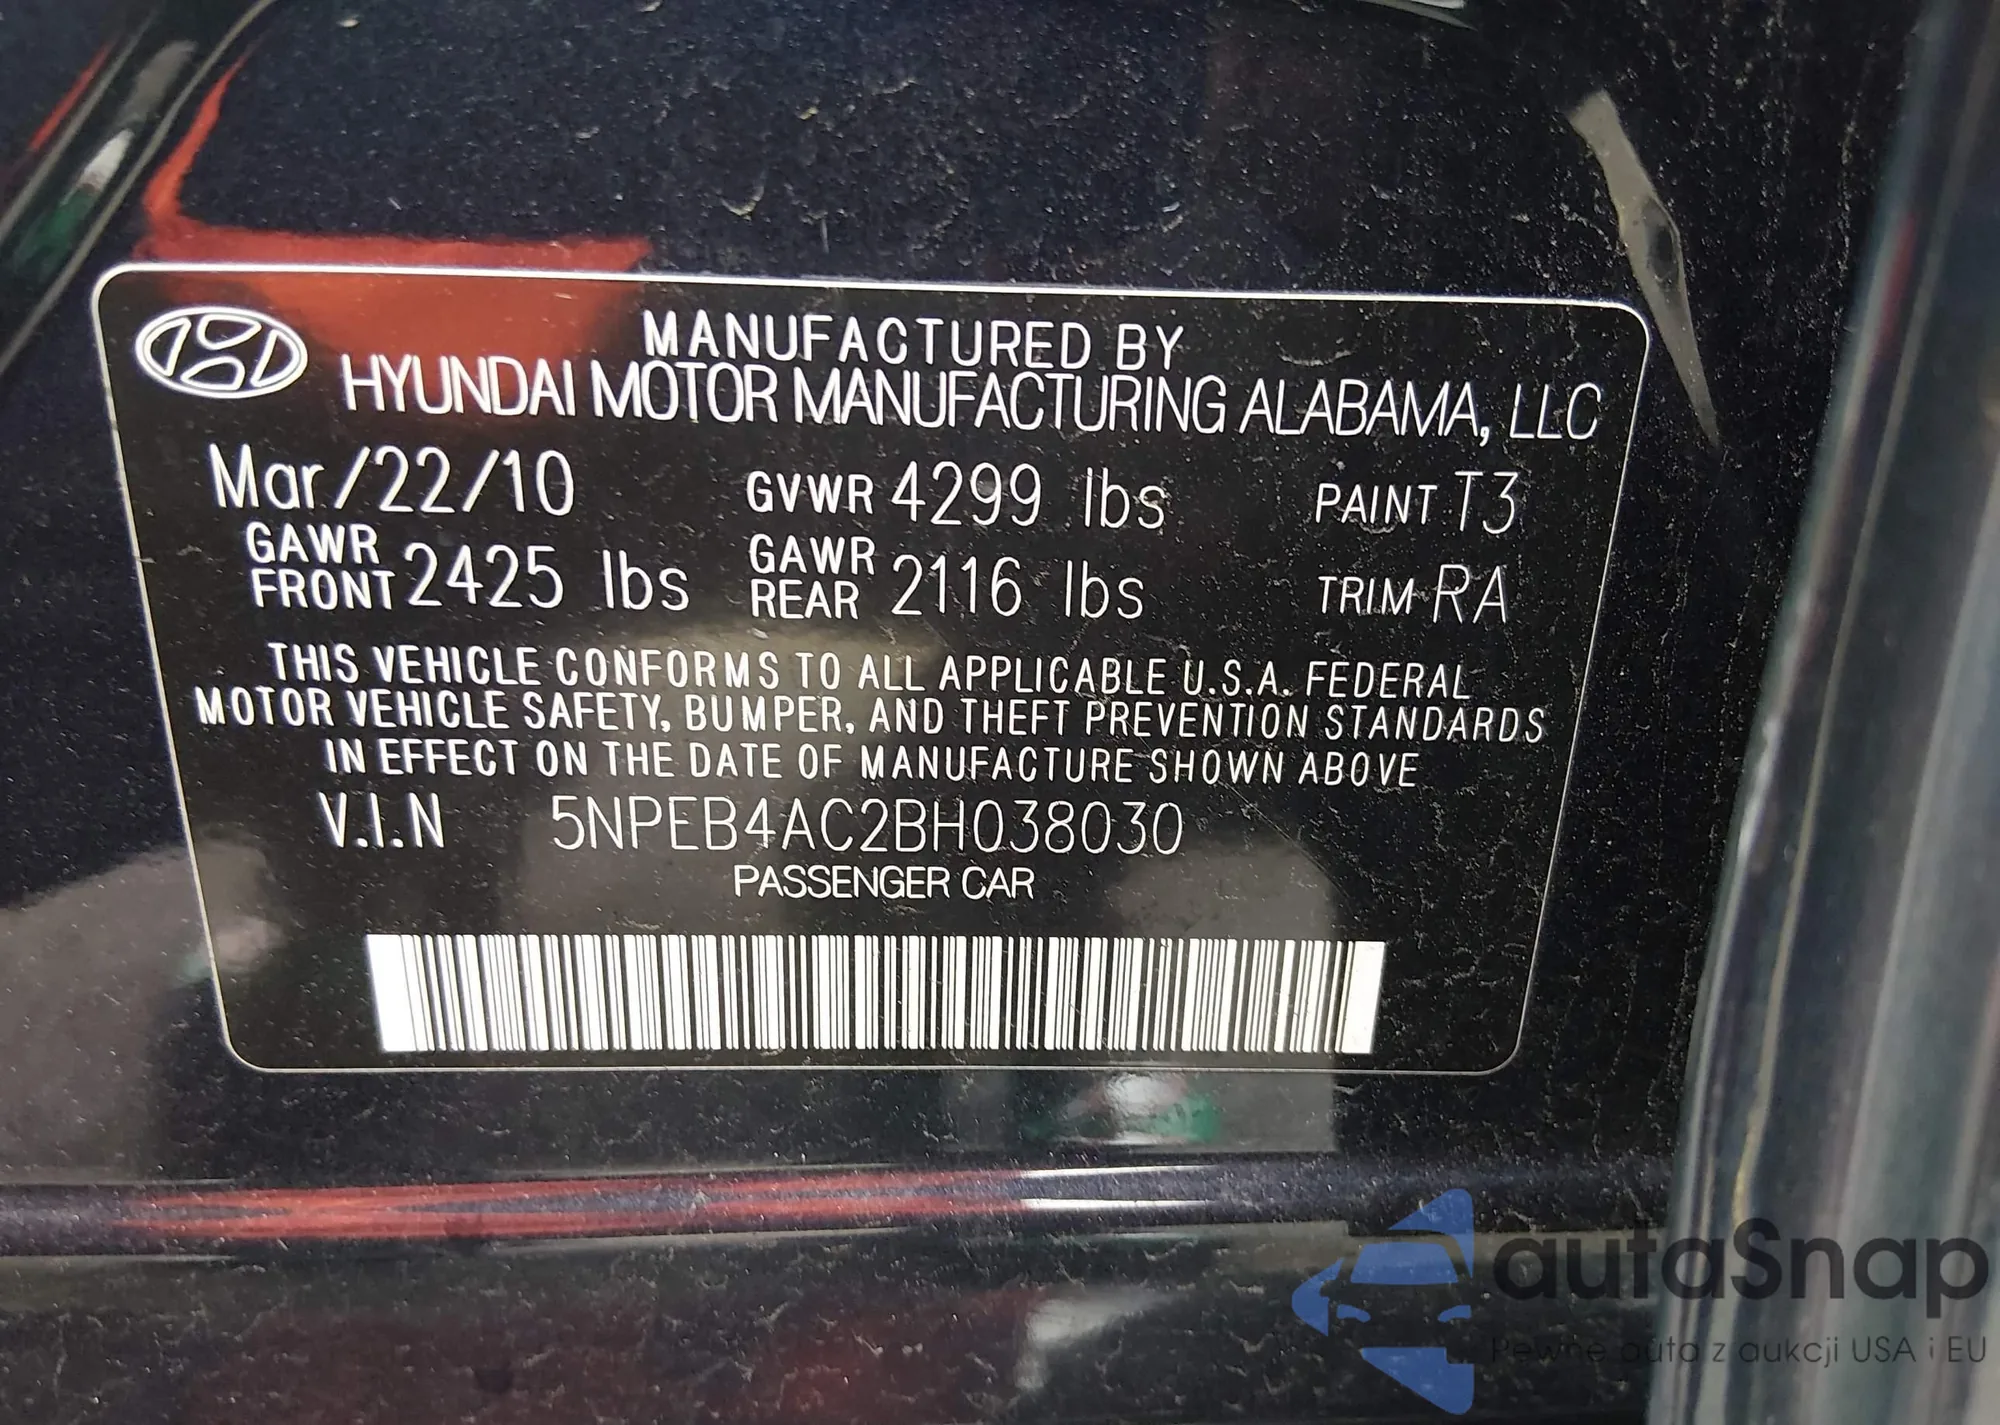 MANUFACTURED BY
HYUNDAI MOTOR MANUFACTURING ALABAMA, LLC
Mar/22/10 GVWR 4299 lbs PAINT T3
GAWR FRONT 2425 lbs GAWR REAR 2116 lbs TRIM RA
THIS VEHICLE CONFORMS TO ALL APPLICABLE U.S.A. FEDERAL
MOTOR VEHICLE SAFETY, BUMPER, AND THEFT PREVENTION STANDARDS
IN EFFECT ON THE DATE OF MANUFACTURE SHOWN ABOVE
V.I.N 5NPEB4AC2BH038030
PASSENGER CAR
autaSnap
Pewne auta z aukcji USA i EU